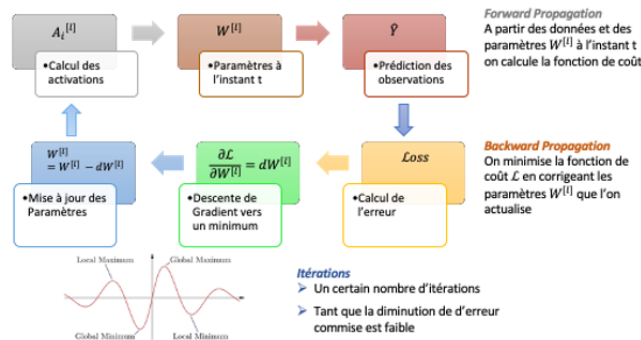 A_i^[l]
•Calcul des
activations
W^[l]
•Paramètres à
l'instant t
Ŷ
•Prédiction des
observations
Forward Propagation
A partir des données et des
paramètres W^[l] à l'instant t
on calcule la fonction de coût
W^[l]
= W^[l] − dW^[l]
•Mise à jour des
Paramètres
∂ℒ/∂W^[l] = dW^[l]
•Descente de
Gradient vers
un minimum
ℒoss
•Calcul de
l'erreur
Backward Propagation
On minimise la fonction de
coût ℒ en corrigeant les
paramètres W^[l] que l'on
actualise
Local Maximum
Global Maximum
Global Minimum
Local Minimum
Itérations
➢ Un certain nombre d'itérations
➢ Tant que la diminution de d'erreur
commise est faible